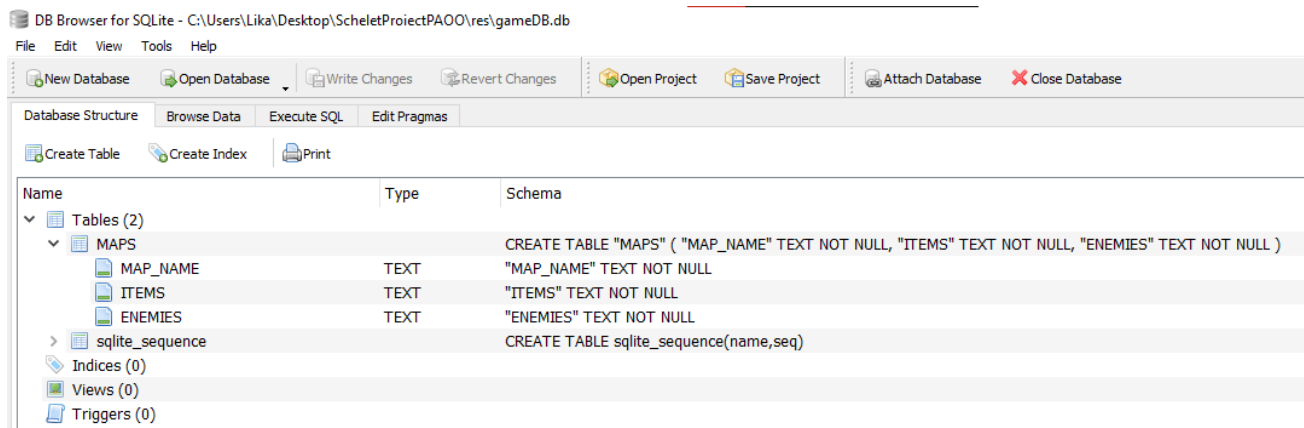 DB Browser for SQLite - C:\Users\Lika\Desktop\ScheletProiectPAOO\res\gameDB.db
File Edit View Tools Help
New Database Open Database Write Changes Revert Changes Open Project Save Project Attach Database Close Database
Database Structure Browse Data Execute SQL Edit Pragmas
Create Table Create Index Print
Name Type Schema
Tables (2)
MAPS CREATE TABLE "MAPS" ( "MAP_NAME" TEXT NOT NULL, "ITEMS" TEXT NOT NULL, "ENEMIES" TEXT NOT NULL )
MAP_NAME TEXT "MAP_NAME" TEXT NOT NULL
ITEMS TEXT "ITEMS" TEXT NOT NULL
ENEMIES TEXT "ENEMIES" TEXT NOT NULL
sqlite_sequence CREATE TABLE sqlite_sequence(name,seq)
Indices (0)
Views (0)
Triggers (0)